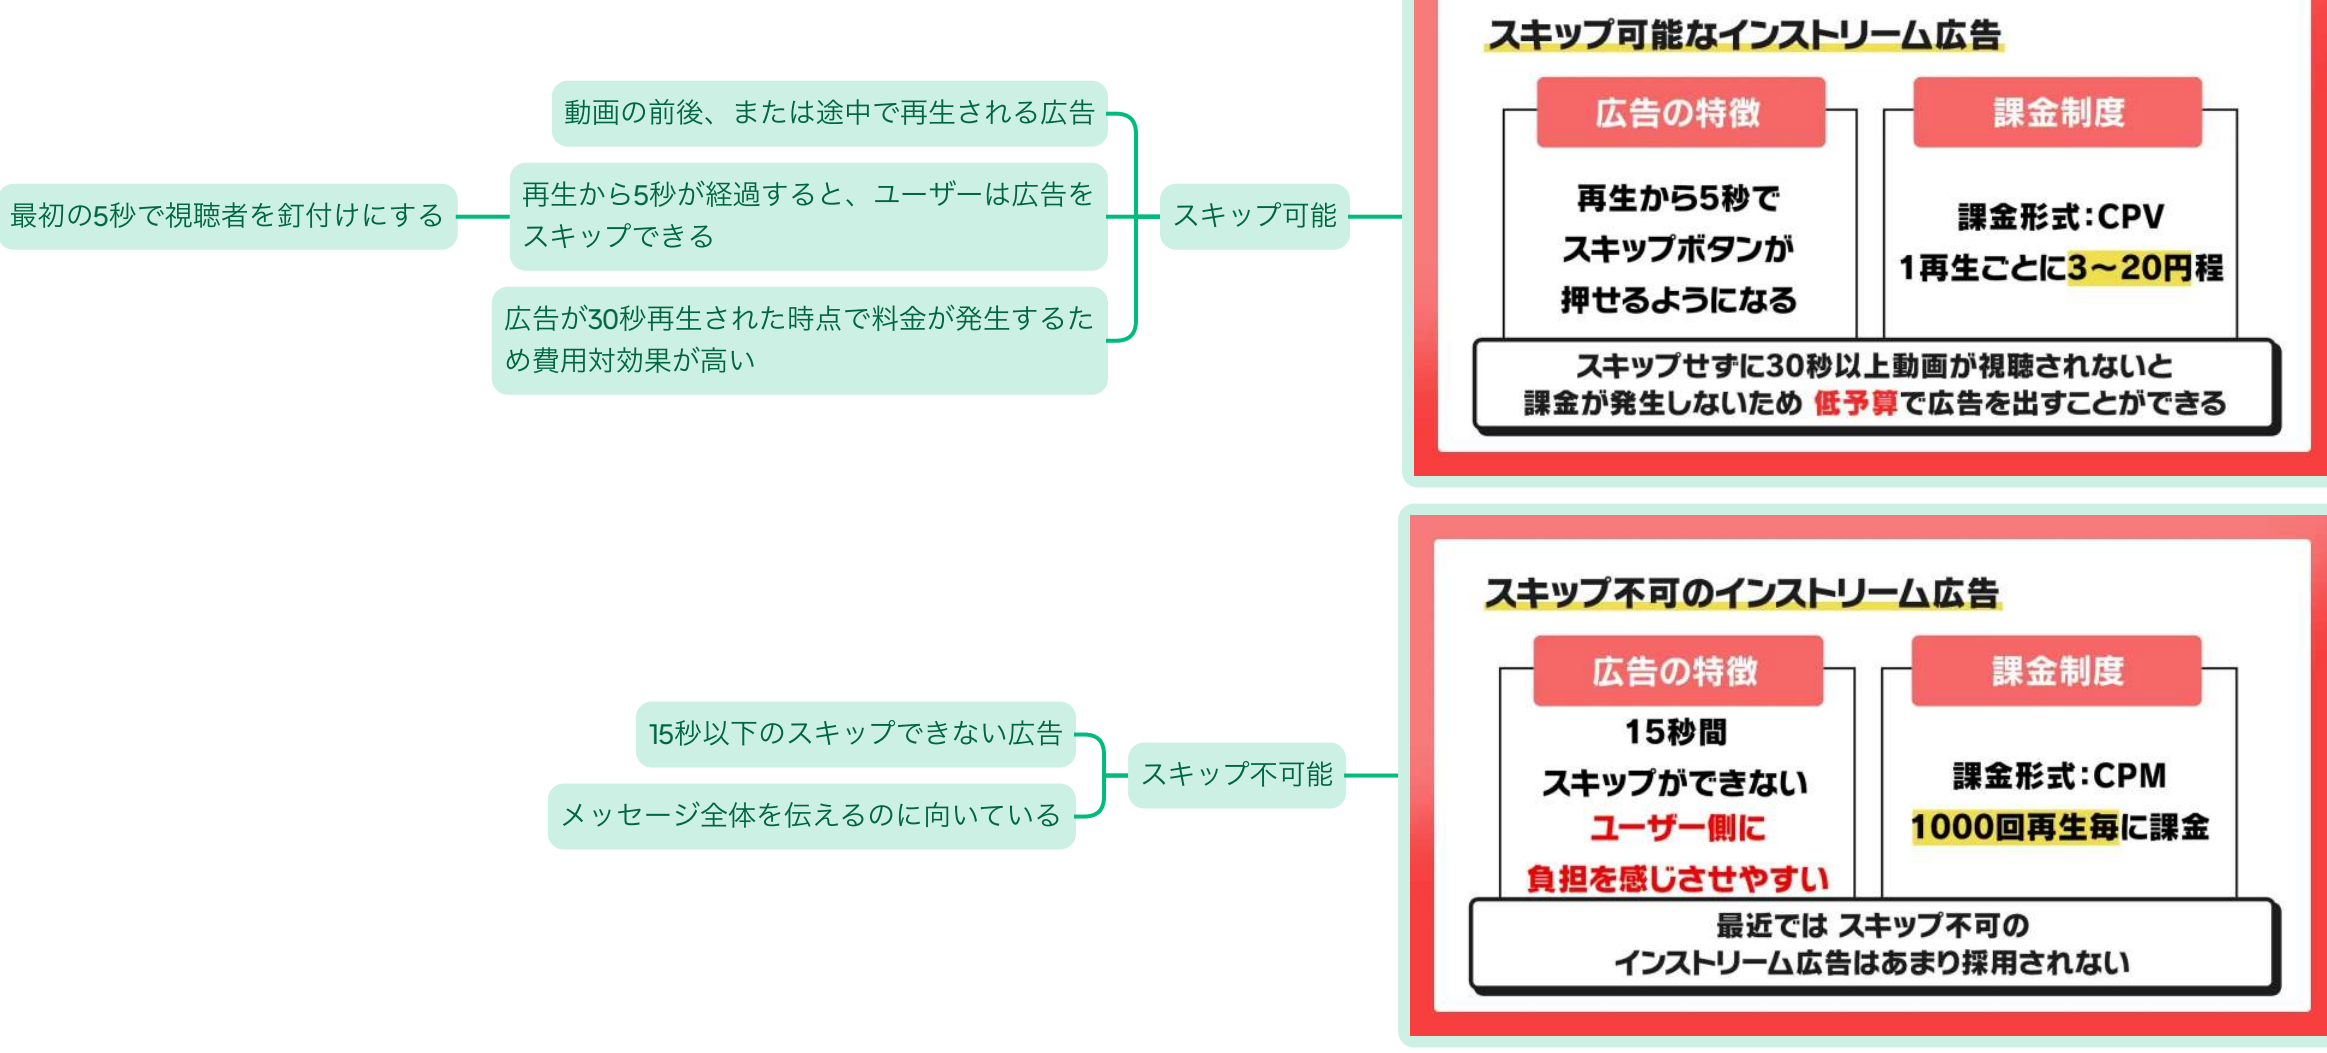 スキップ可能なインストリーム広告
広告の特徴
課金制度
再生から5秒で
スキップボタンが
押せるようになる
課金形式：CPV
1再生ごとに3～20円程
スキップせずに30秒以上動画が視聴されないと
課金が発生しないため 低予算で広告を出すことができる
スキップ可能
動画の前後、または途中で再生される広告
再生から5秒が経過すると、ユーザーは広告を
スキップできる
最初の5秒で視聴者を釘付けにする
広告が30秒再生された時点で料金が発生するた
め費用対効果が高い
スキップ不可のインストリーム広告
広告の特徴
課金制度
15秒間
スキップができない
ユーザー側に
負担を感じさせやすい
課金形式：CPM
1000回再生毎に課金
最近では スキップ不可の
インストリーム広告はあまり採用されない
スキップ不可能
15秒以下のスキップできない広告
メッセージ全体を伝えるのに向いている